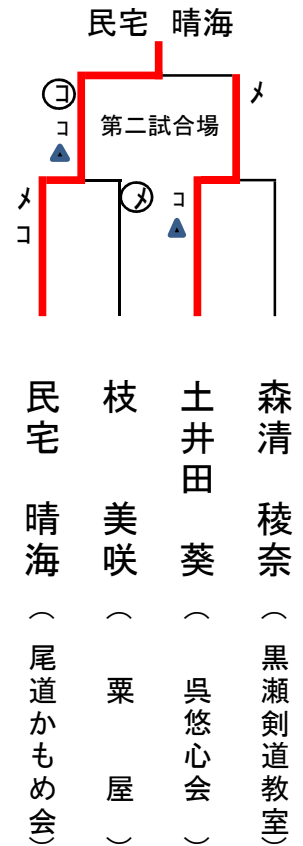 民宅 晴海
コ メ
コ 第二試合場
▲
メ メ コ
コ ▲
民宅 晴海 (尾道かもめ会)
枝 美咲 (粟屋)
土井田 葵 (呉悠心会)
森清 稜奈 (黒瀬剣道教室)